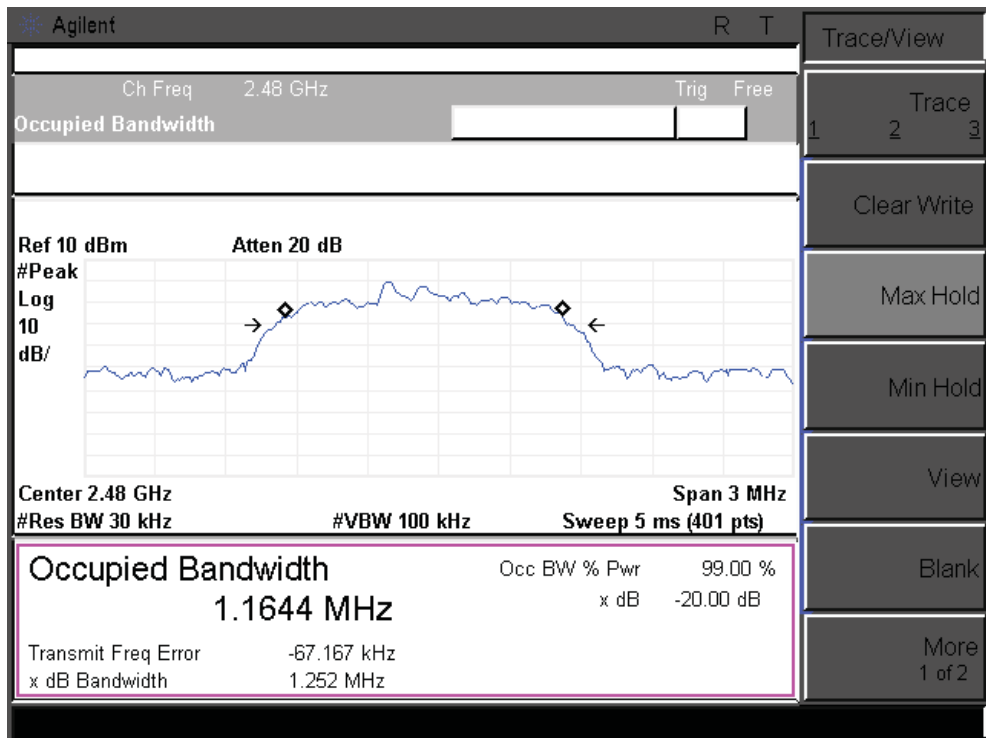 Agilent R T
Ch Freq 2.48 GHz Trig Free
Occupied Bandwidth
Ref 10 dBm Atten 20 dB
#Peak
Log
10
dB/
Center 2.48 GHz Span 3 MHz
#Res BW 30 kHz #VBW 100 kHz Sweep 5 ms (401 pts)
Occupied Bandwidth
1.1644 MHz
Occ BW % Pwr 99.00 %
x dB -20.00 dB
Transmit Freq Error -67.167 kHz
x dB Bandwidth 1.252 MHz
Trace/View
Trace
1 2 3
Clear Write
Max Hold
Min Hold
View
Blank
More
1 of 2